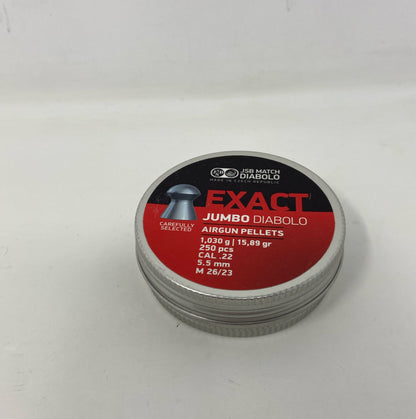 JSB MATCH
DIABOLO
MADE IN CZECH REPUBLIC
EXACT
JUMBO DIABOLO
AIRGUN PELLETS
CAREFULLY
SELECTED
1,030 g | 15,89 gr
250 pcs
CAL .22
5.5 mm
M 26/23